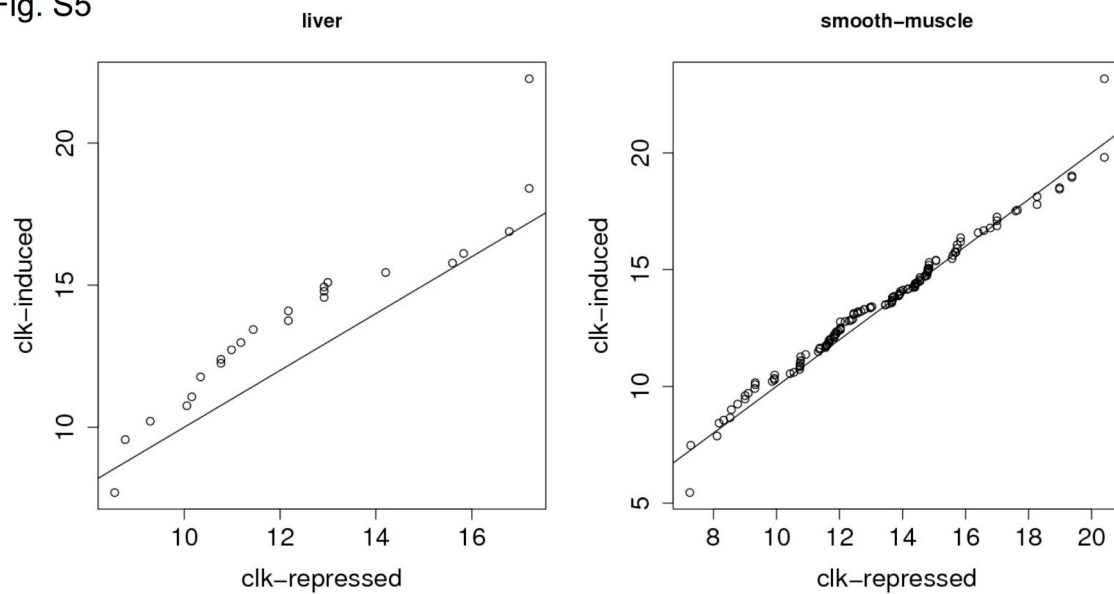 Fig. S5
liver
smooth−muscle
20
15
10
clk−induced
10 12 14 16
clk−repressed
20
15
10
5
clk−induced
8 10 12 14 16 18 20
clk−repressed